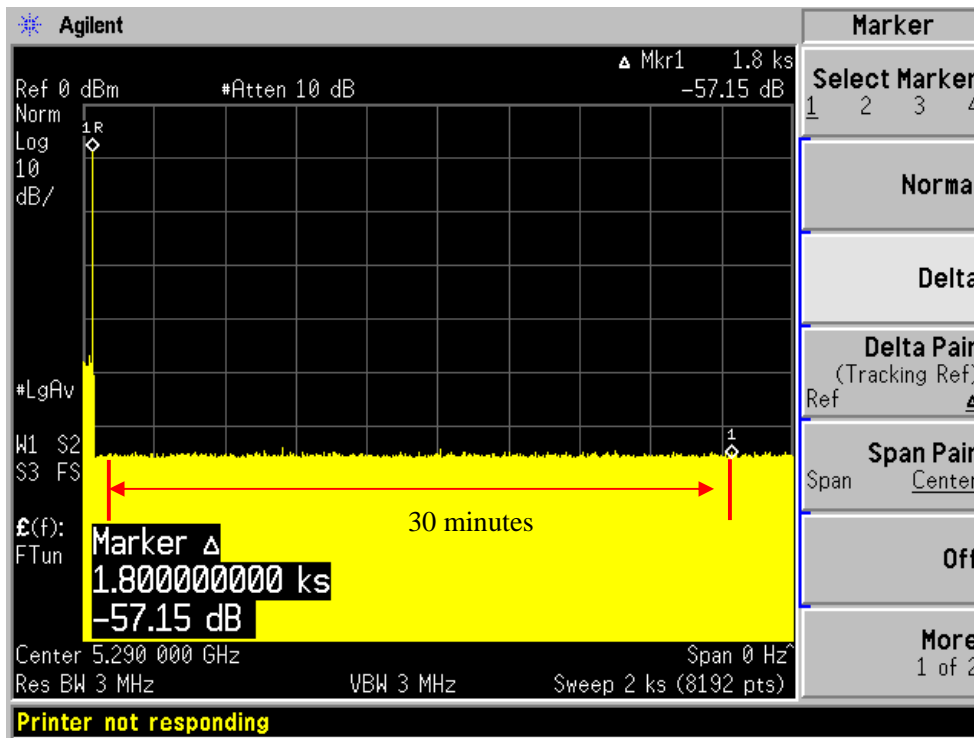 Agilent
Marker
Δ Mkr1 1.8 ks
Ref 0 dBm #Atten 10 dB -57.15 dB
Norm
Log
10
dB/
1R
#LgAv
W1 S2
S3 FS
£(f):
FTun
1
30 minutes
Marker Δ
1.800000000 ks
-57.15 dB
Center 5.290 000 GHz Span 0 Hz^
Res BW 3 MHz VBW 3 MHz Sweep 2 ks (8192 pts)
Printer not responding
Select Marker
1 2 3 4
Norma
Delta
Delta Pair
(Tracking Ref)
Ref Δ
Span Pair
Span Center
Off
More
1 of 2